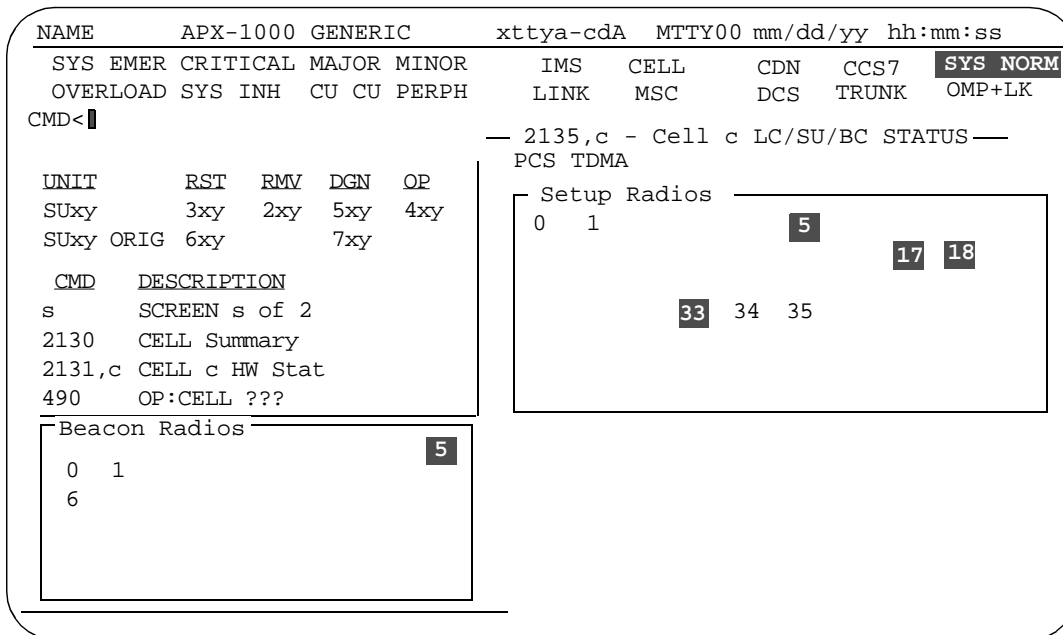 NAME APX-1000 GENERIC xttya-cdA MTTY00 mm/dd/yy hh:mm:ss
SYS EMER CRITICAL MAJOR MINOR IMS CELL CDN CCS7 SYS NORM
OVERLOAD SYS INH CU CU PERPH LINK MSC DCS TRUNK OMP+LK
CMD<
2135,c - Cell c LC/SU/BC STATUS
PCS TDMA
UNIT RST RMV DGN OP
SUxy 3xy 2xy 5xy 4xy
SUxy ORIG 6xy 7xy
CMD DESCRIPTION
s SCREEN s of 2
2130 CELL Summary
2131,c CELL c HW Stat
490 OP:CELL ???
Setup Radios
0 1 5
17 18
33 34 35
Beacon Radios
5
0 1
6